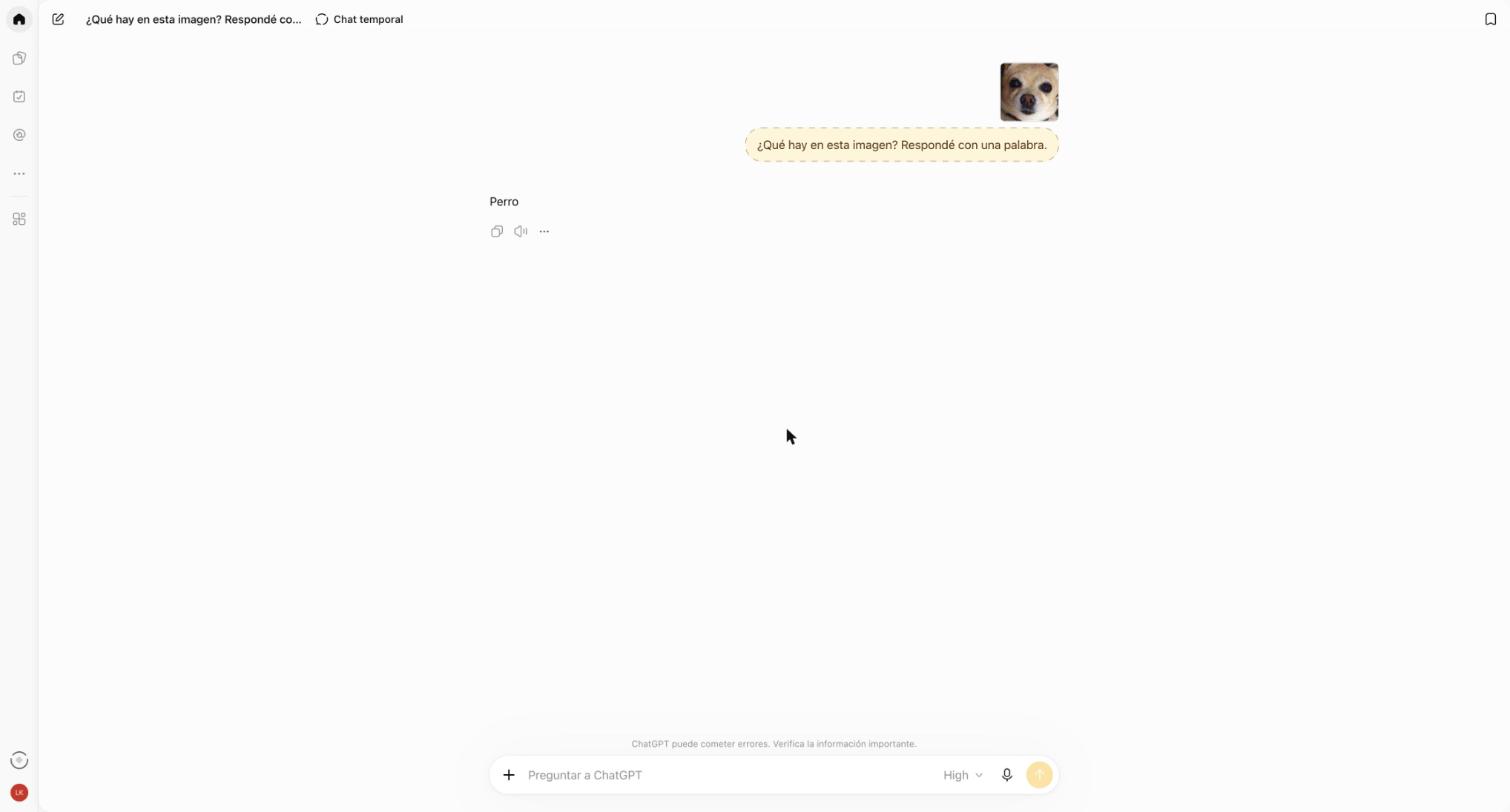 ¿Qué hay en esta imagen? Respondé co...
Chat temporal
¿Qué hay en esta imagen? Respondé con una palabra.
Perro
ChatGPT puede cometer errores. Verifica la información importante.
Preguntar a ChatGPT
High
LK